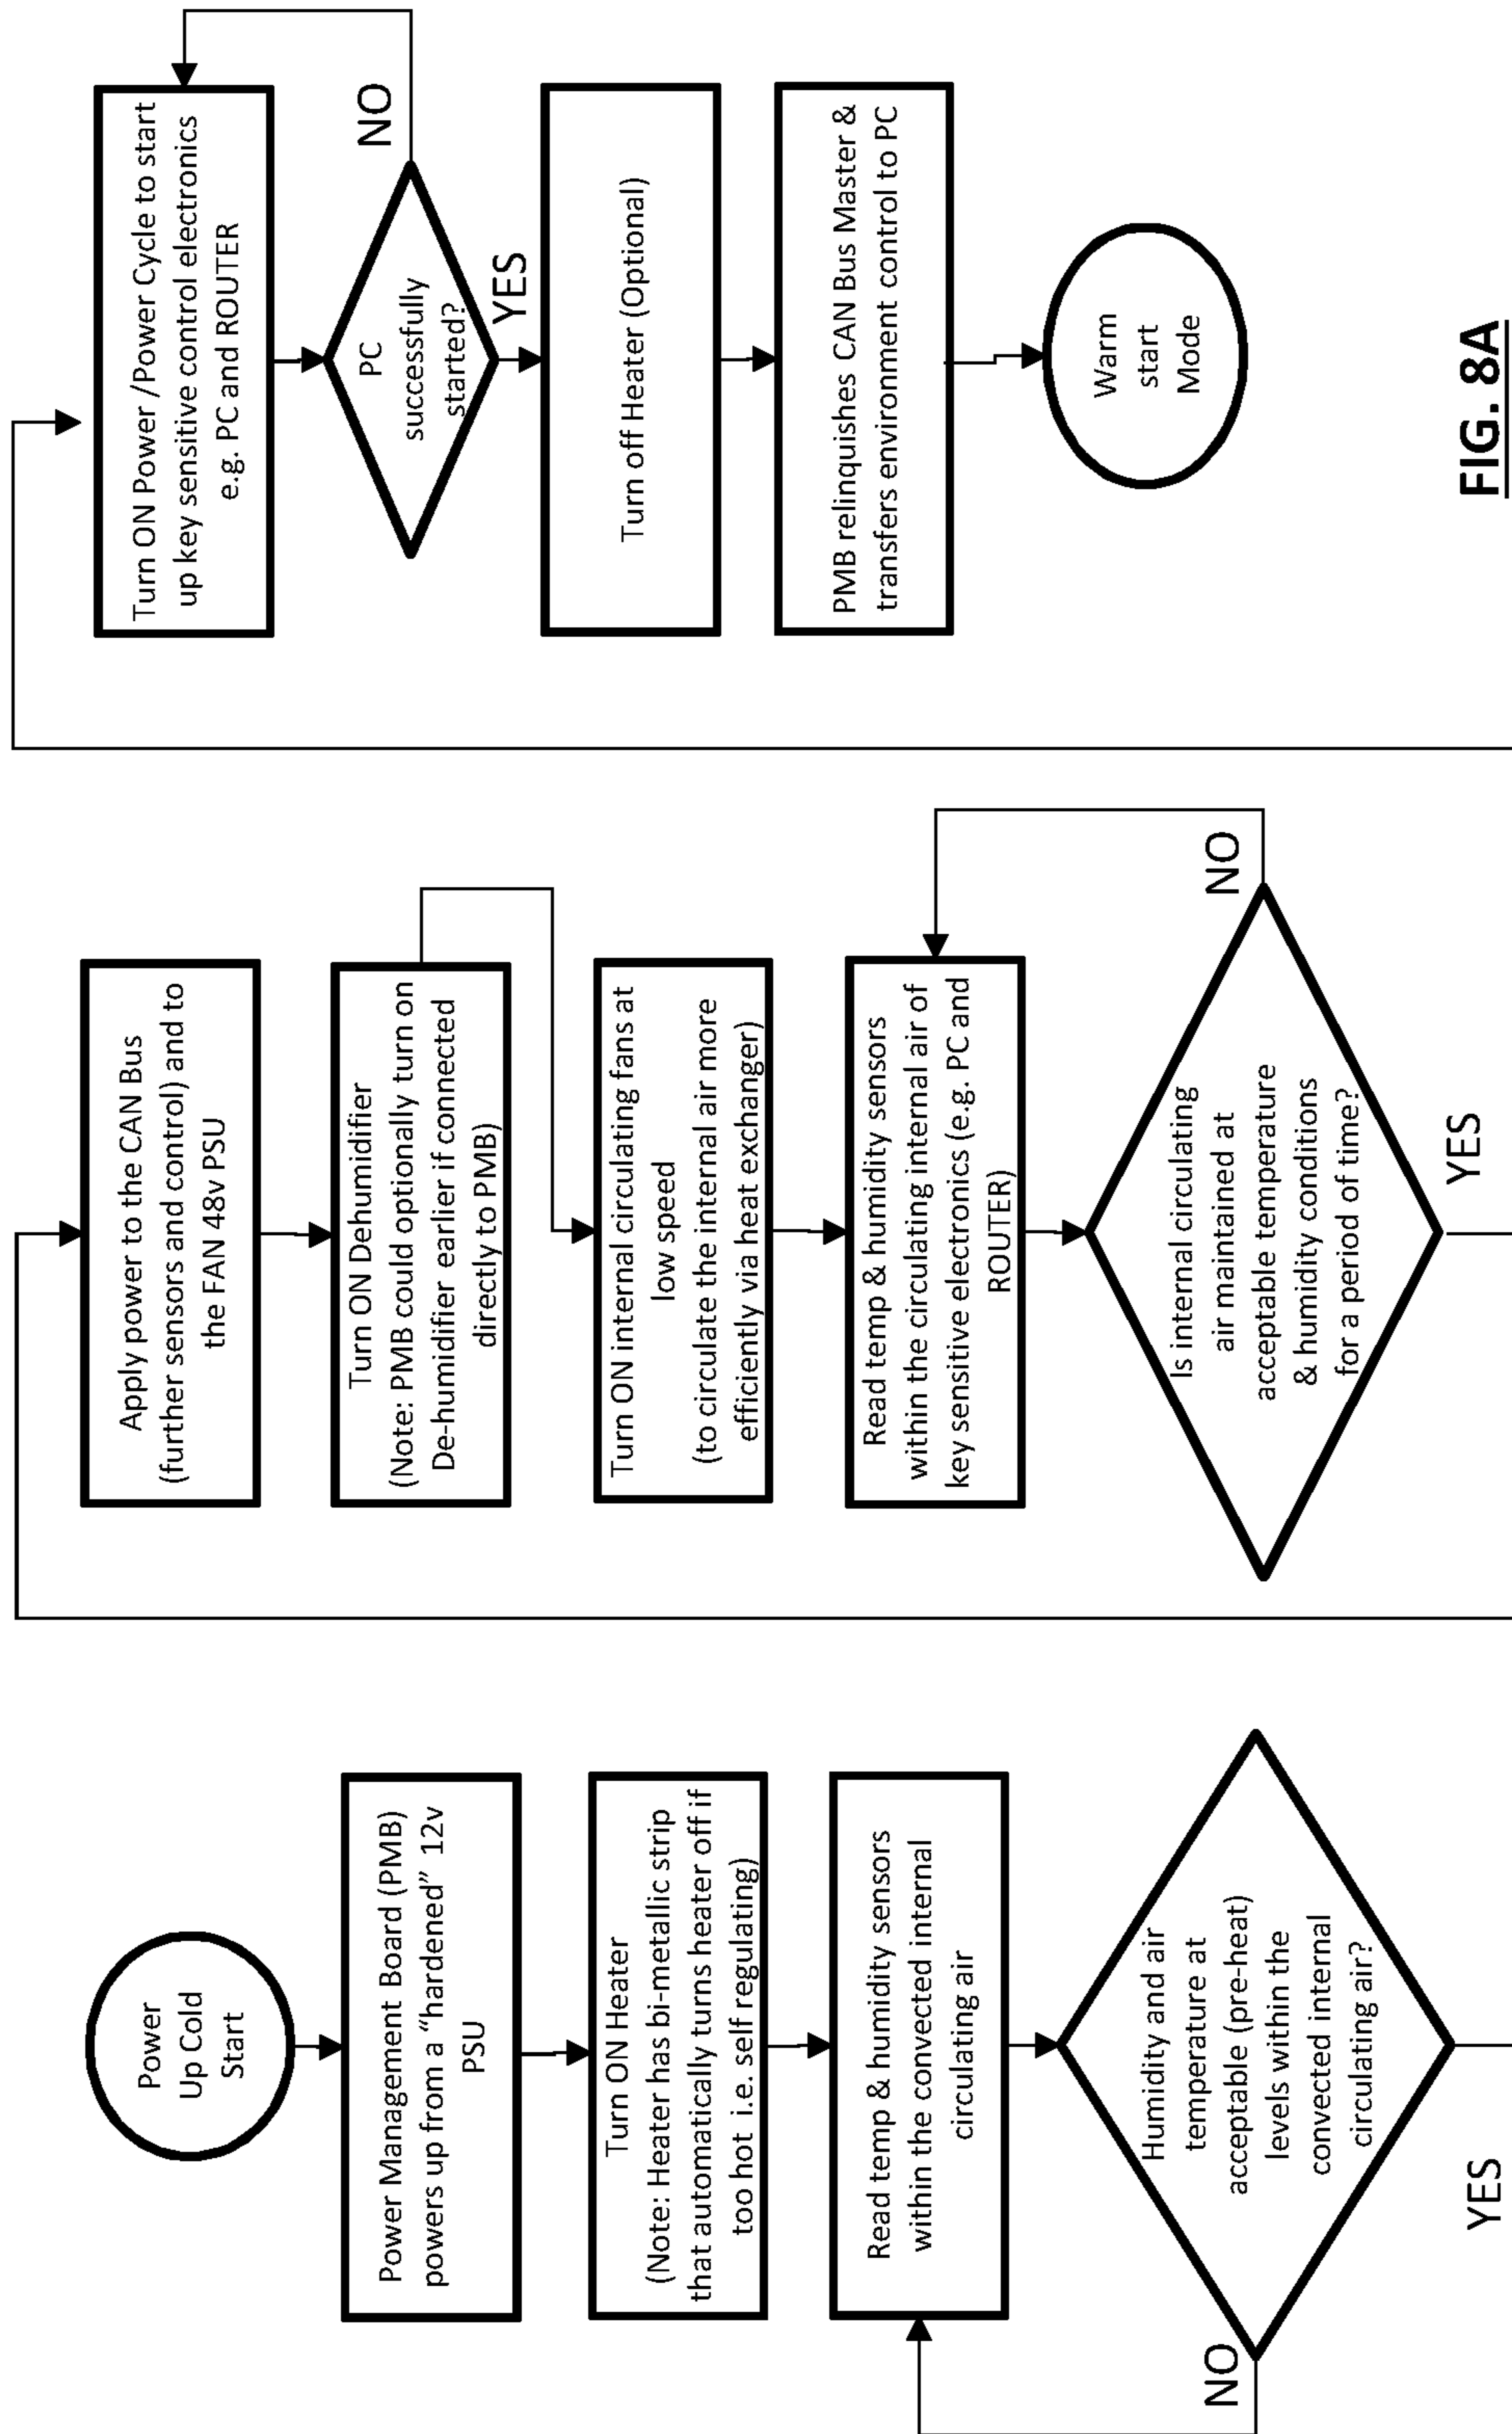 Power
Up Cold
Start
Power Management Board (PMB)
powers up from a “hardened” 12v
PSU
Turn ON Heater
(Note: Heater has bi-metallic strip
that automatically turns heater off if
too hot i.e. self regulating)
Read temp & humidity sensors
within the convected internal
circulating air
Humidity and air
temperature at
acceptable (pre-heat)
levels within the
convected internal
circulating air?
NO
YES
Apply power to the CAN Bus
(further sensors and control) and to
the FAN 48v PSU
Turn ON Dehumidifier
(Note: PMB could optionally turn on
De-humidifier earlier if connected
directly to PMB)
Turn ON internal circulating fans at
low speed
(to circulate the internal air more
efficiently via heat exchanger)
Read temp & humidity sensors
within the circulating internal air of
key sensitive electronics (e.g. PC and
ROUTER)
Is internal circulating
air maintained at
acceptable temperature
& humidity conditions
for a period of time?
NO
YES
Turn ON Power /Power Cycle to start
up key sensitive control electronics
e.g. PC and ROUTER
PC
successfully
started?
NO
YES
Turn off Heater (Optional)
PMB relinquishes CAN Bus Master &
transfers environment control to PC
Warm
start
Mode
FIG. 8A